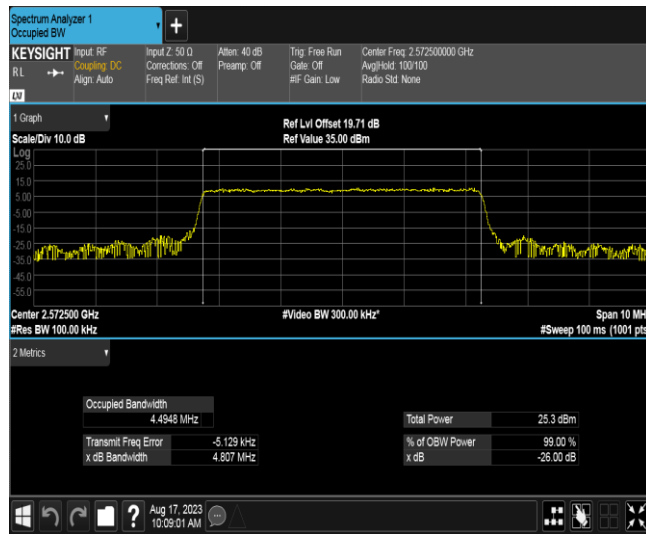 Spectrum Analyzer 1
Occupied BW
+
KEYSIGHT
RL
LXI
Input: RF
Coupling: DC
Align: Auto
Input Z: 50 Ω
Corrections: Off
Freq Ref: Int (S)
Atten: 40 dB
Preamp: Off
Trig: Free Run
Gate: Off
#IF Gain: Low
Center Freq: 2.572500000 GHz
Avg|Hold: 100/100
Radio Std: None
1 Graph
Scale/Div 10.0 dB
Ref Lvl Offset 19.71 dB
Ref Value 35.00 dBm
Log
25.0
15.0
5.00
-5.00
-15.0
-25.0
-35.0
-45.0
-55.0
Center 2.572500 GHz
#Res BW 100.00 kHz
#Video BW 300.00 kHz*
Span 10 MH
#Sweep 100 ms (1001 pts
2 Metrics
Occupied Bandwidth
4.4948 MHz
Transmit Freq Error -5.129 kHz
x dB Bandwidth 4.807 MHz
Total Power 25.3 dBm
% of OBW Power 99.00 %
x dB -26.00 dB
?
Aug 17, 2023
10:09:01 AM